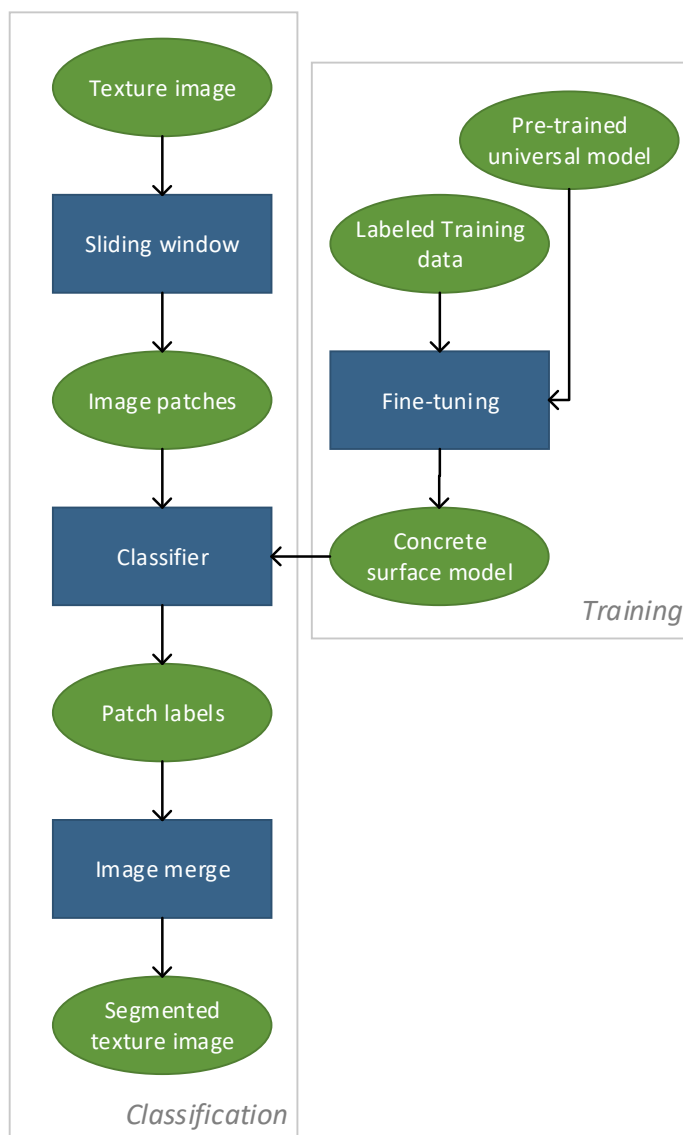 Texture image
Sliding window
Image patches
Classifier
Patch labels
Image merge
Segmented
texture image
Classification
Pre-trained
universal model
Labeled Training
data
Fine-tuning
Concrete
surface model
Training